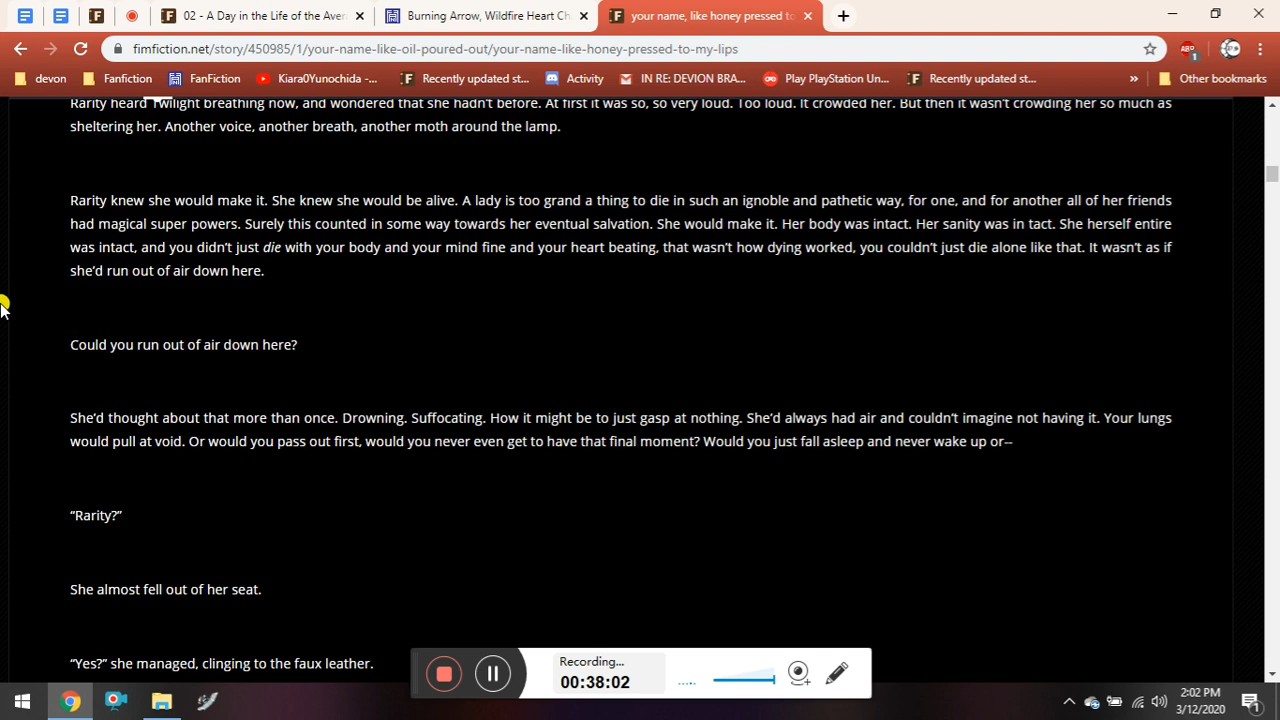 02 - A Day in the Life of the Aven
Burning Arrow, Wildfire Heart Ch
your name, like honey pressed to
fimfiction.net/story/450985/1/your-name-like-oil-poured-out/your-name-like-honey-pressed-to-my-lips
ABP
1
devon
Fanfiction
FanFiction
Kiara0Yunochida -...
Recently updated st...
Activity
IN RE: DEVION BRA...
Play PlayStation Un...
Recently updated st...
»
Other bookmarks
Rarity heard Twilight breathing now, and wondered that she hadn't before. At first it was so, so very loud. Too loud. It crowded her. But then it wasn't crowding her so much as
sheltering her. Another voice, another breath, another moth around the lamp.
Rarity knew she would make it. She knew she would be alive. A lady is too grand a thing to die in such an ignoble and pathetic way, for one, and for another all of her friends
had magical super powers. Surely this counted in some way towards her eventual salvation. She would make it. Her body was intact. Her sanity was in tact. She herself entire
was intact, and you didn't just die with your body and your mind fine and your heart beating, that wasn't how dying worked, you couldn't just die alone like that. It wasn't as if
she'd run out of air down here.
Could you run out of air down here?
She'd thought about that more than once. Drowning. Suffocating. How it might be to just gasp at nothing. She'd always had air and couldn't imagine not having it. Your lungs
would pull at void. Or would you pass out first, would you never even get to have that final moment? Would you just fall asleep and never wake up or--
“Rarity?”
She almost fell out of her seat.
“Yes?” she managed, clinging to the faux leather.
Recording...
00:38:02
2:02 PM
3/12/2020
1